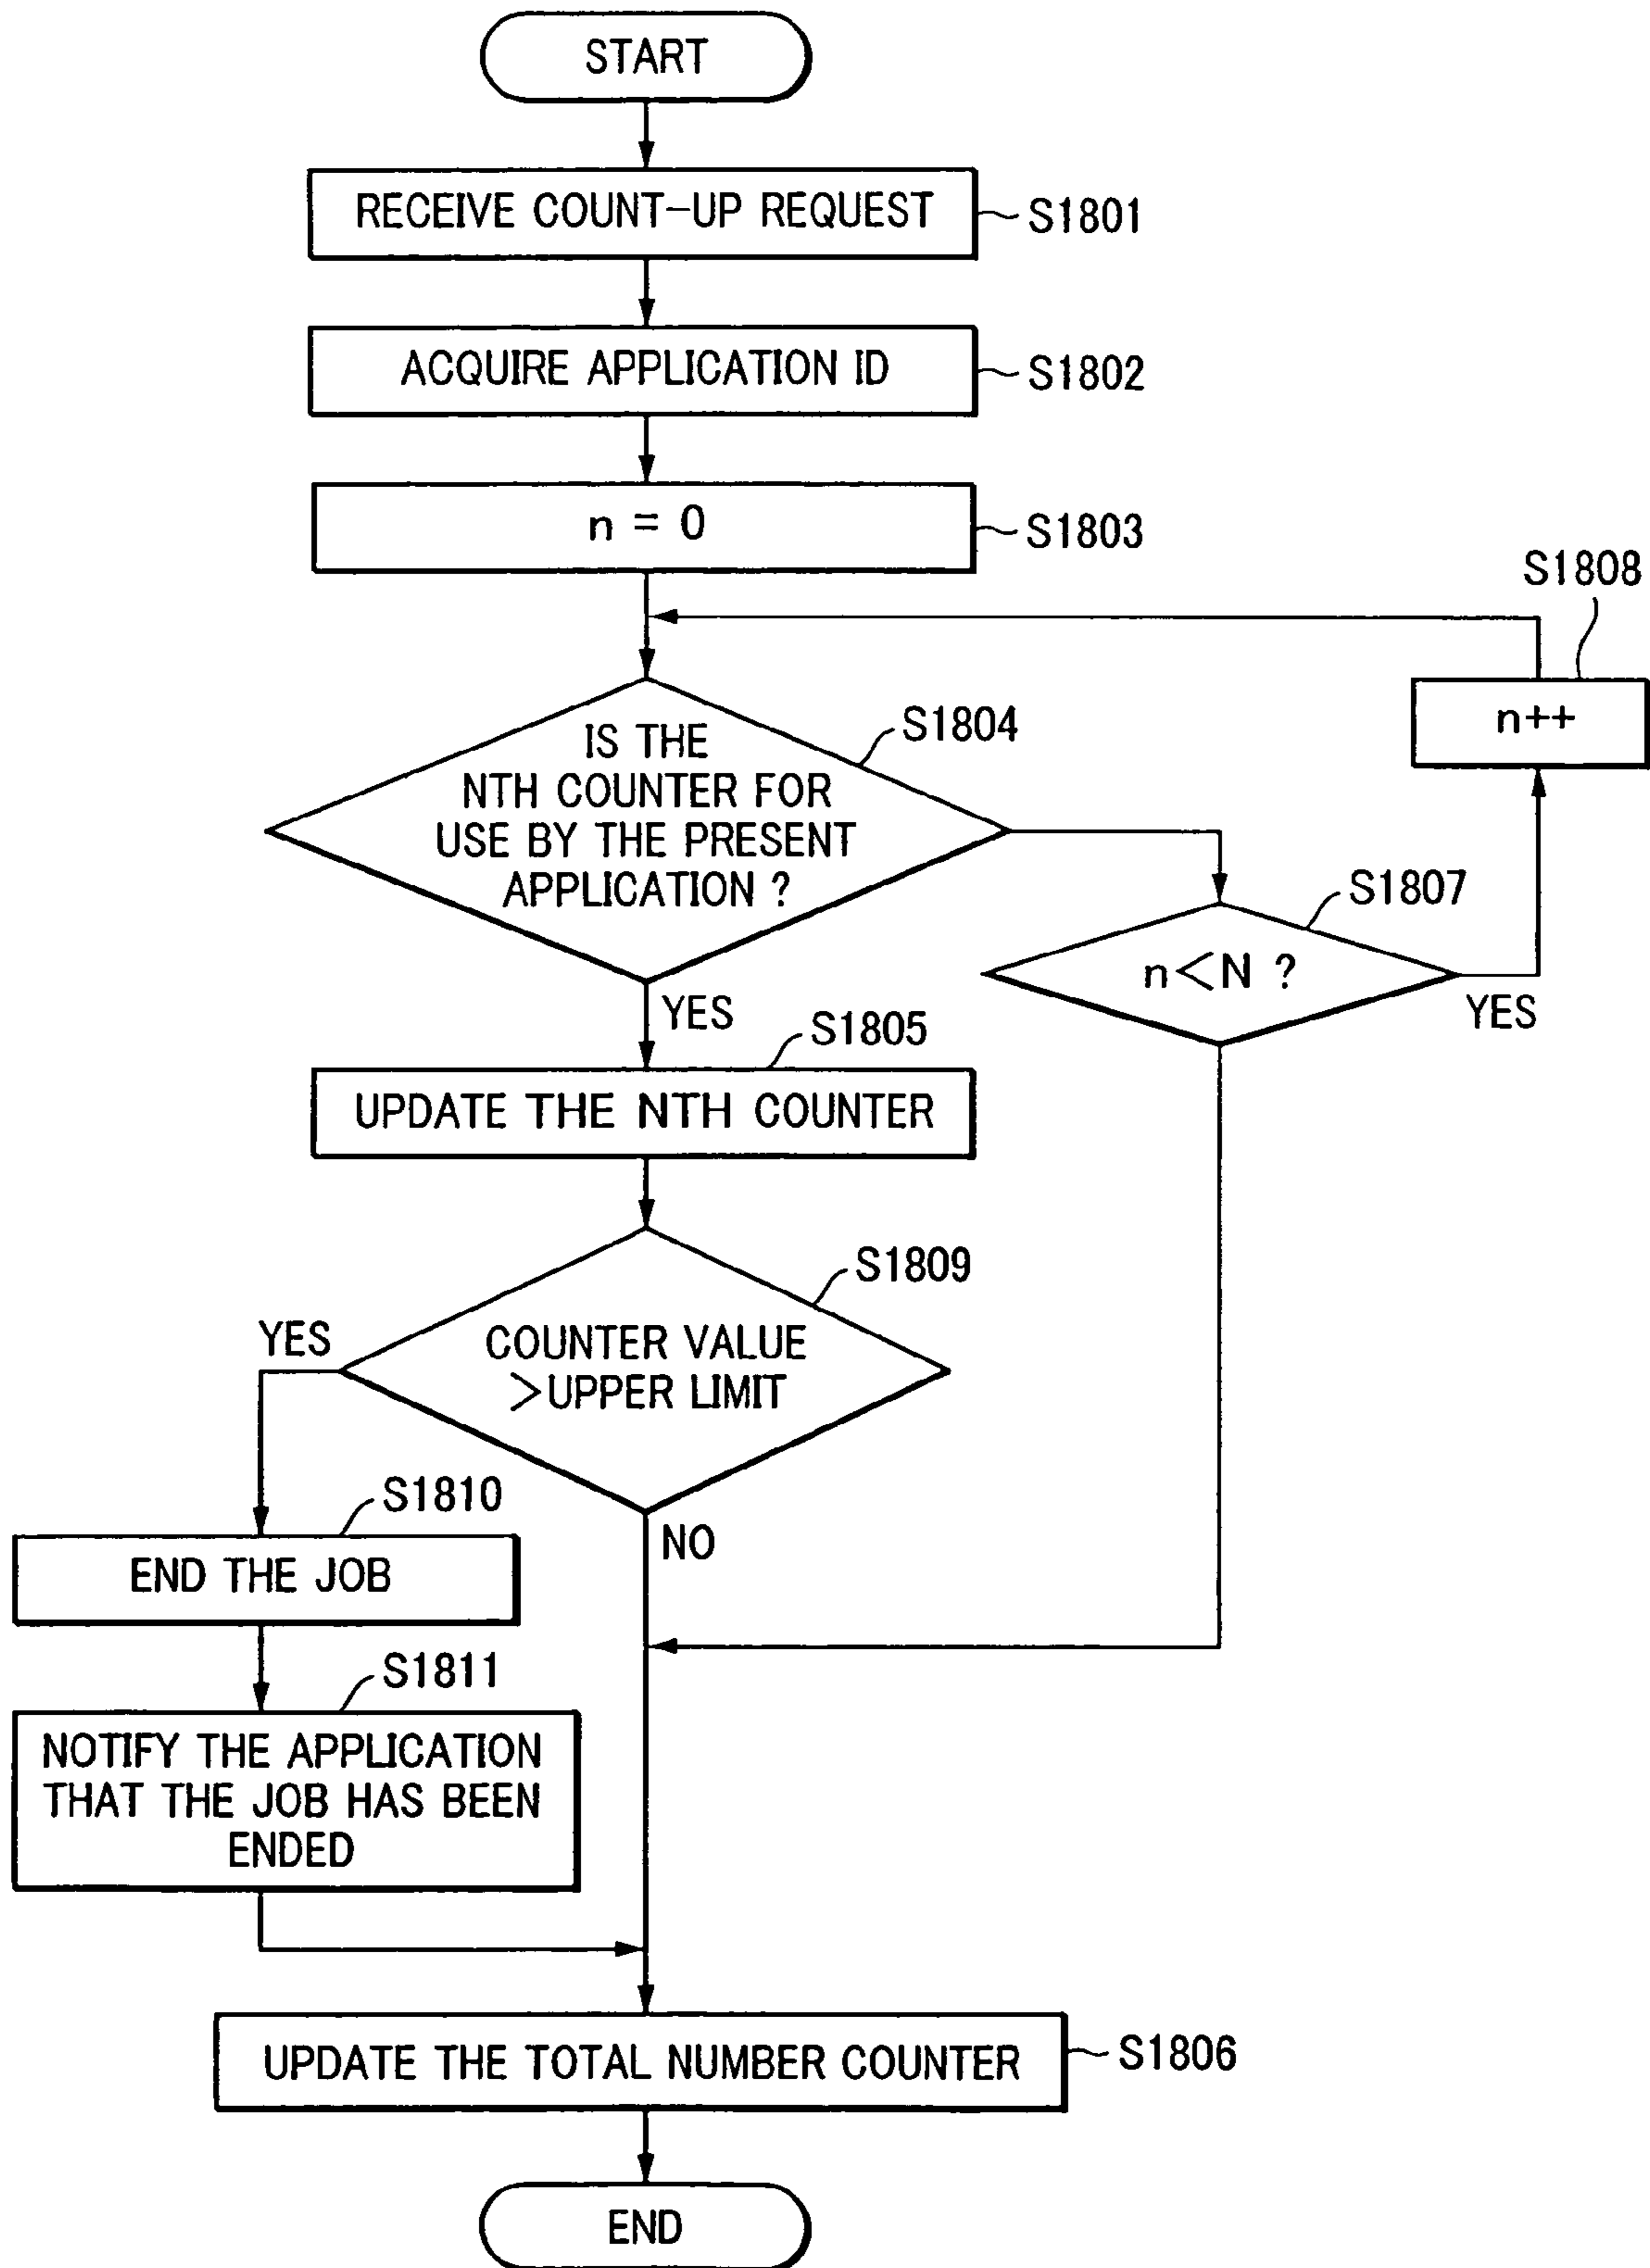 START
RECEIVE COUNT-UP REQUEST
S1801
ACQUIRE APPLICATION ID
S1802
n = 0
S1803
S1808
n++
IS THE
NTH COUNTER FOR
USE BY THE PRESENT
APPLICATION ?
S1804
S1807
n<N ?
YES
YES
S1805
UPDATE THE NTH COUNTER
S1809
COUNTER VALUE
>UPPER LIMIT
YES
NO
S1810
END THE JOB
S1811
NOTIFY THE APPLICATION
THAT THE JOB HAS BEEN
ENDED
UPDATE THE TOTAL NUMBER COUNTER
S1806
END